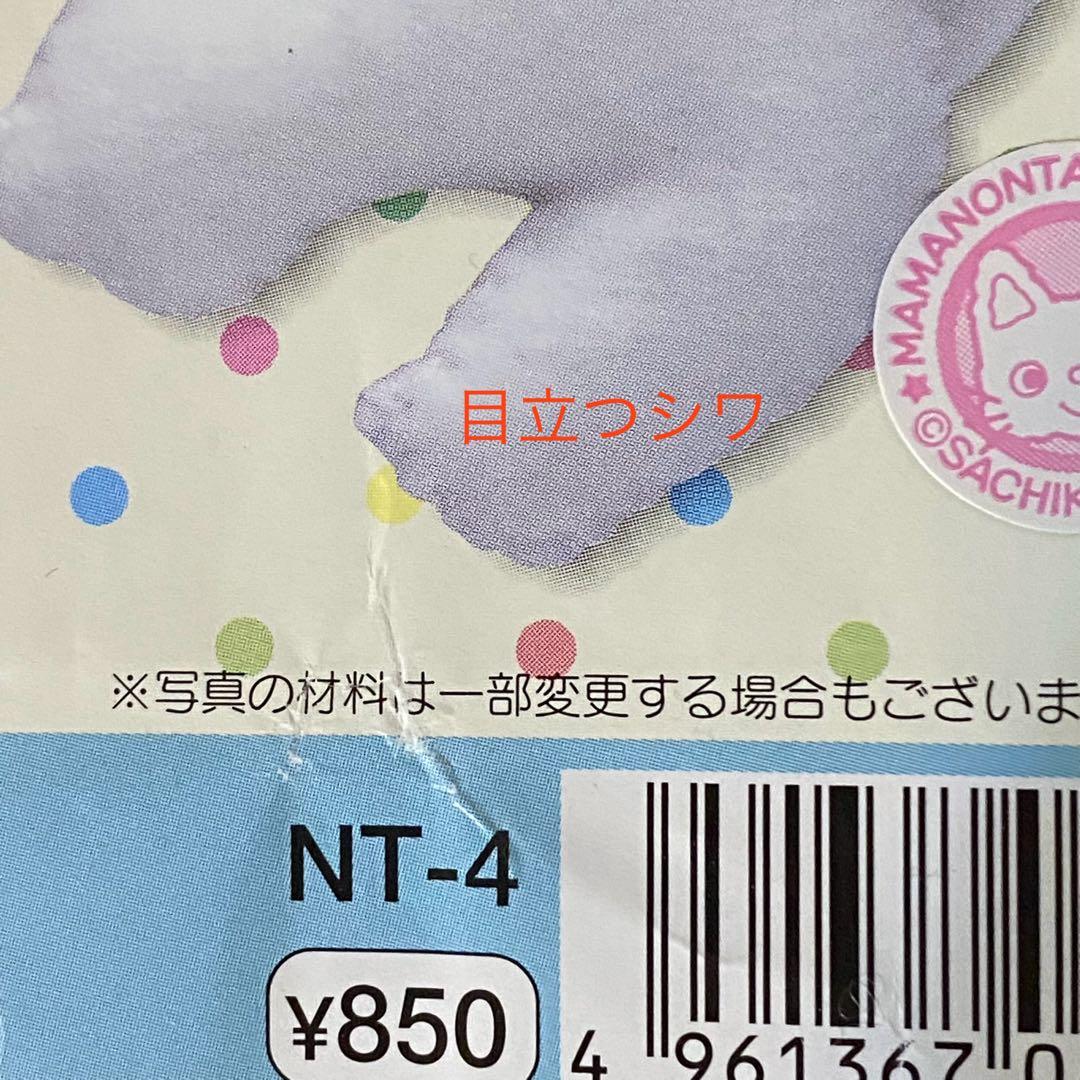 MAMANONTA
©SACHIK
目立つシワ
※写真の材料は一部変更する場合もございま
NT-4
¥850
4 961367 0